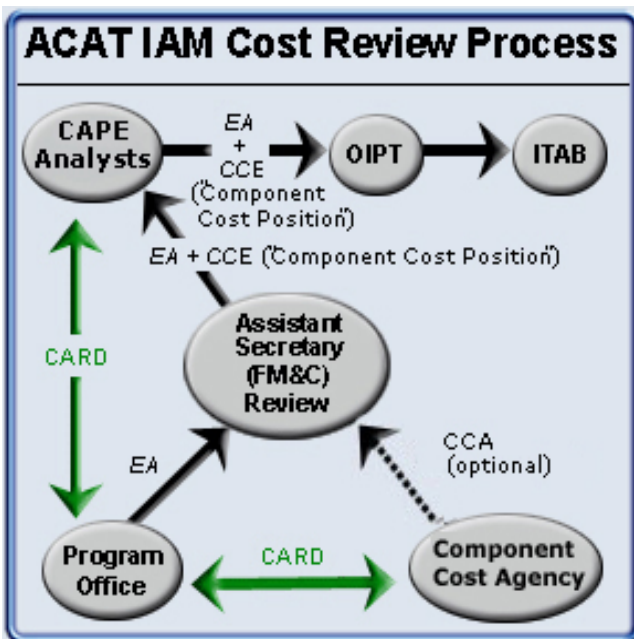 ACAT IAM Cost Review Process
CAPE
Analysts
EA
+
CCE
("Component
Cost Position")
OIPT
ITAB
EA + CCE ("Component Cost Position")
CARD
Assistant
Secretary
(FM&C)
Review
EA
CCA
(optional)
Program
Office
CARD
Component
Cost Agency